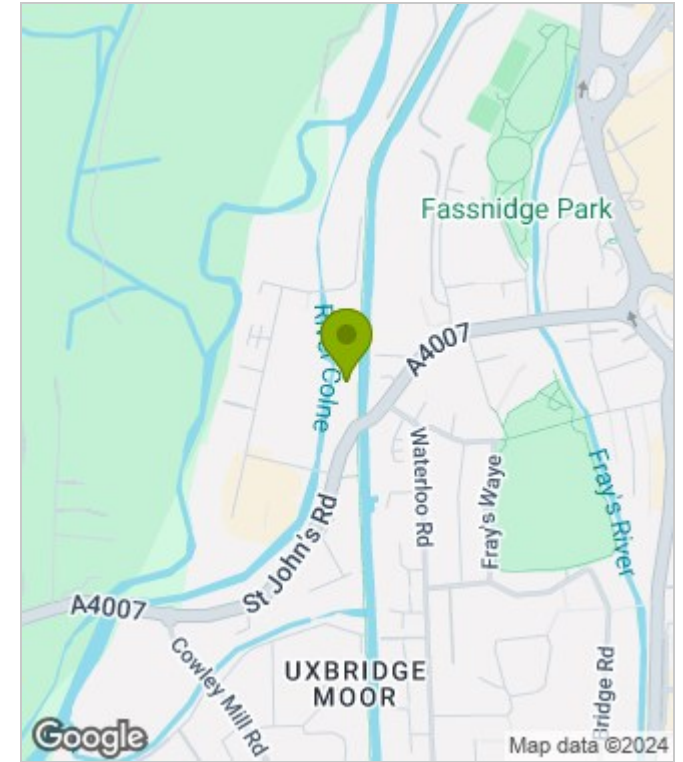 Fassnidge Park
A4007
River Colne
Waterloo Rd
Fray's Waye
Fray's River
St John's Rd
A4007
Cowley Mill Rd
UXBRIDGE
MOOR
Bridge Rd
Google
Map data ©2024